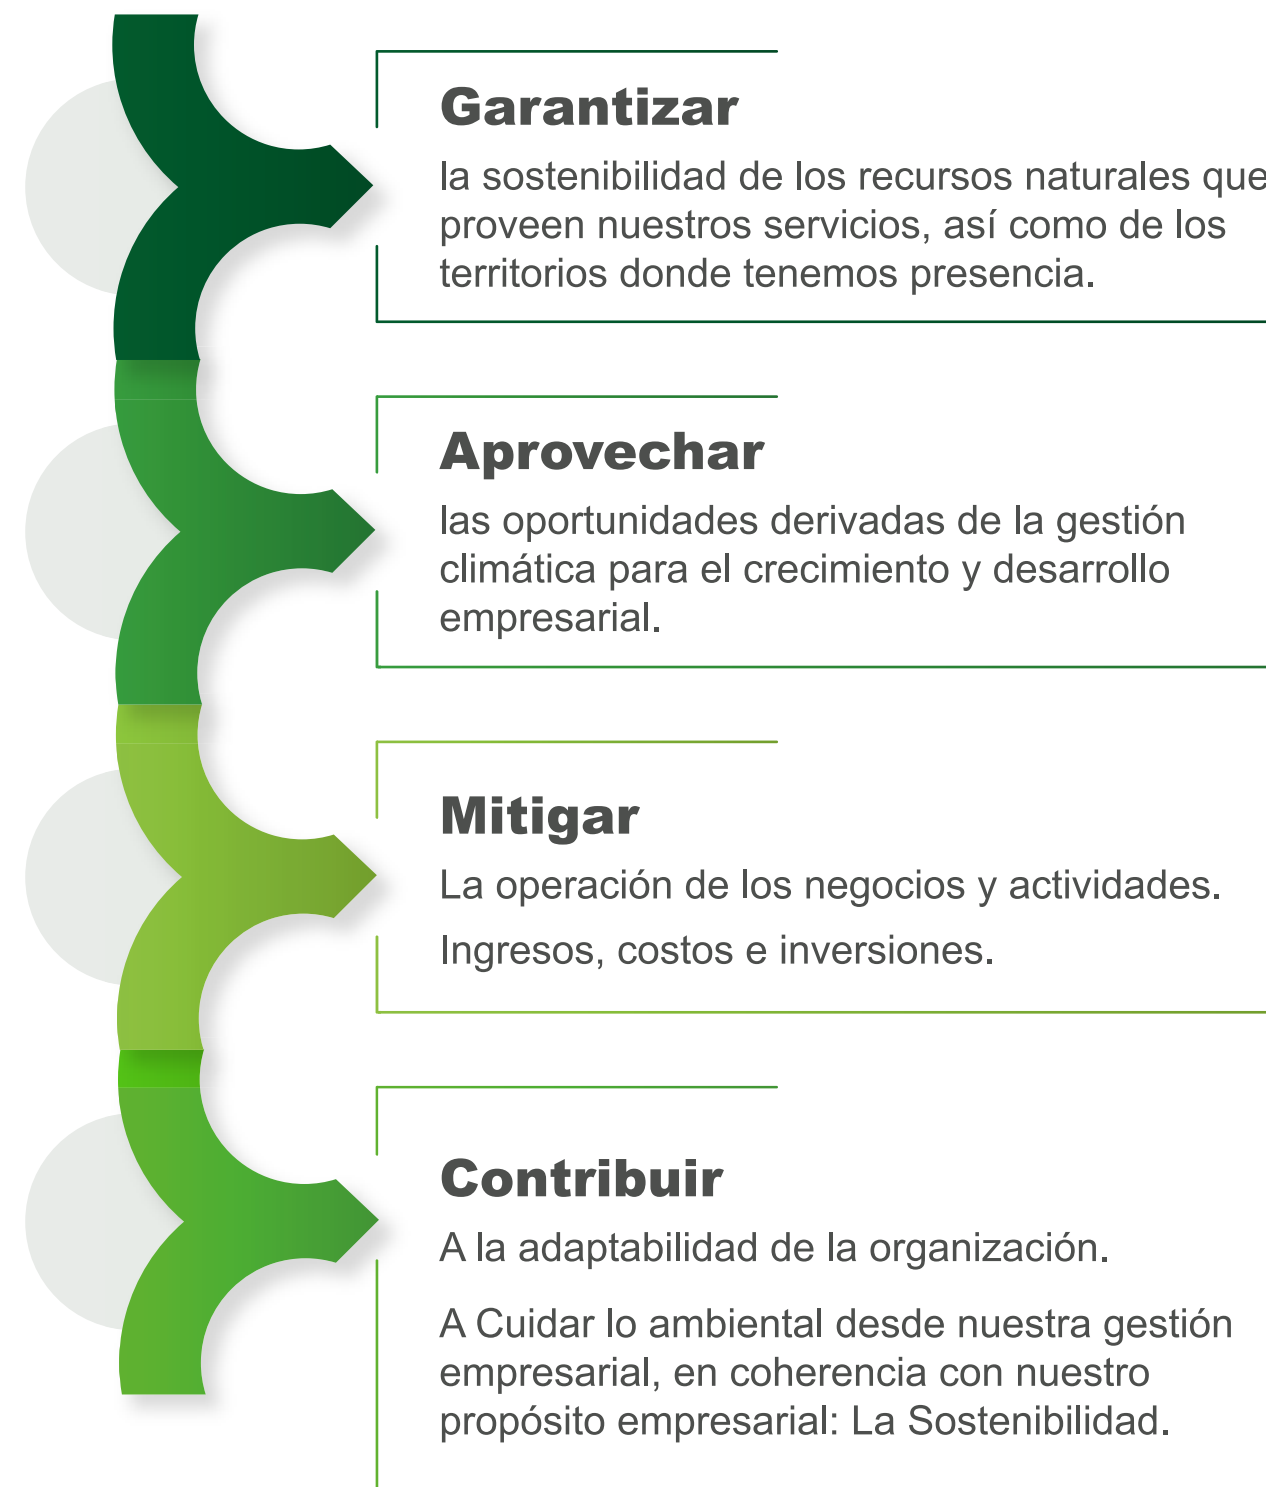 Garantizar
la sostenibilidad de los recursos naturales que
proveen nuestros servicios, así como de los
territorios donde tenemos presencia.
Aprovechar
las oportunidades derivadas de la gestión
climática para el crecimiento y desarrollo
empresarial.
Mitigar
La operación de los negocios y actividades.
Ingresos, costos e inversiones.
Contribuir
A la adaptabilidad de la organización.
A Cuidar lo ambiental desde nuestra gestión
empresarial, en coherencia con nuestro
propósito empresarial: La Sostenibilidad.